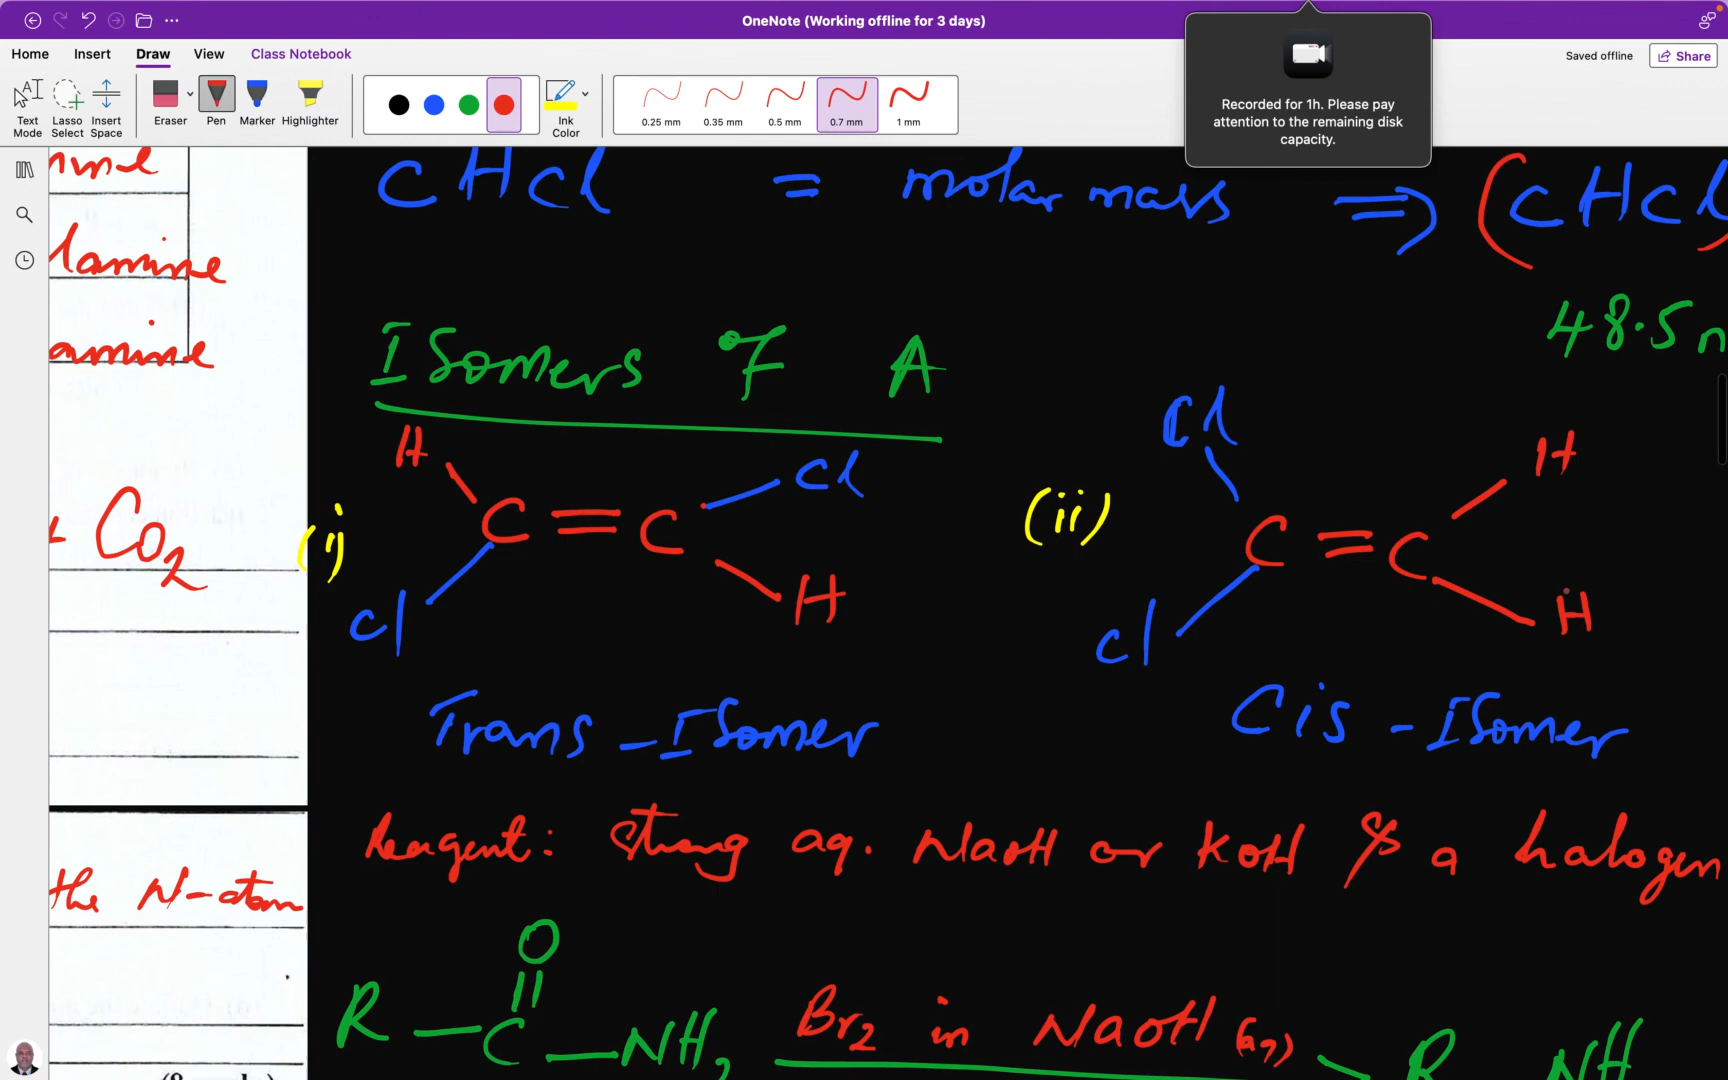 OneNote (Working offline for 3 days)
Home Insert Draw View Class Notebook
Saved offline Share
Text Mode
Lasso Select
Insert Space
Eraser Pen Marker Highlighter
Ink Color
0.25 mm 0.35 mm 0.5 mm 0.7 mm 1 mm
Recorded for 1h. Please pay
attention to the remaining disk
capacity.
lamine
amine
+ CO2
the N-atom
CHCl = molar mass ⇒ (CHCl)
48.5
Isomers of A
H Cl
(i) C = C
Cl H
Trans - Isomer
Cl H
(ii) C = C
Cl H
Cis - Isomer
Reagent: Strong aq. NaOH or KOH & a halogen
O
R — C — NH2 Br2 in NaOH (aq) R NH